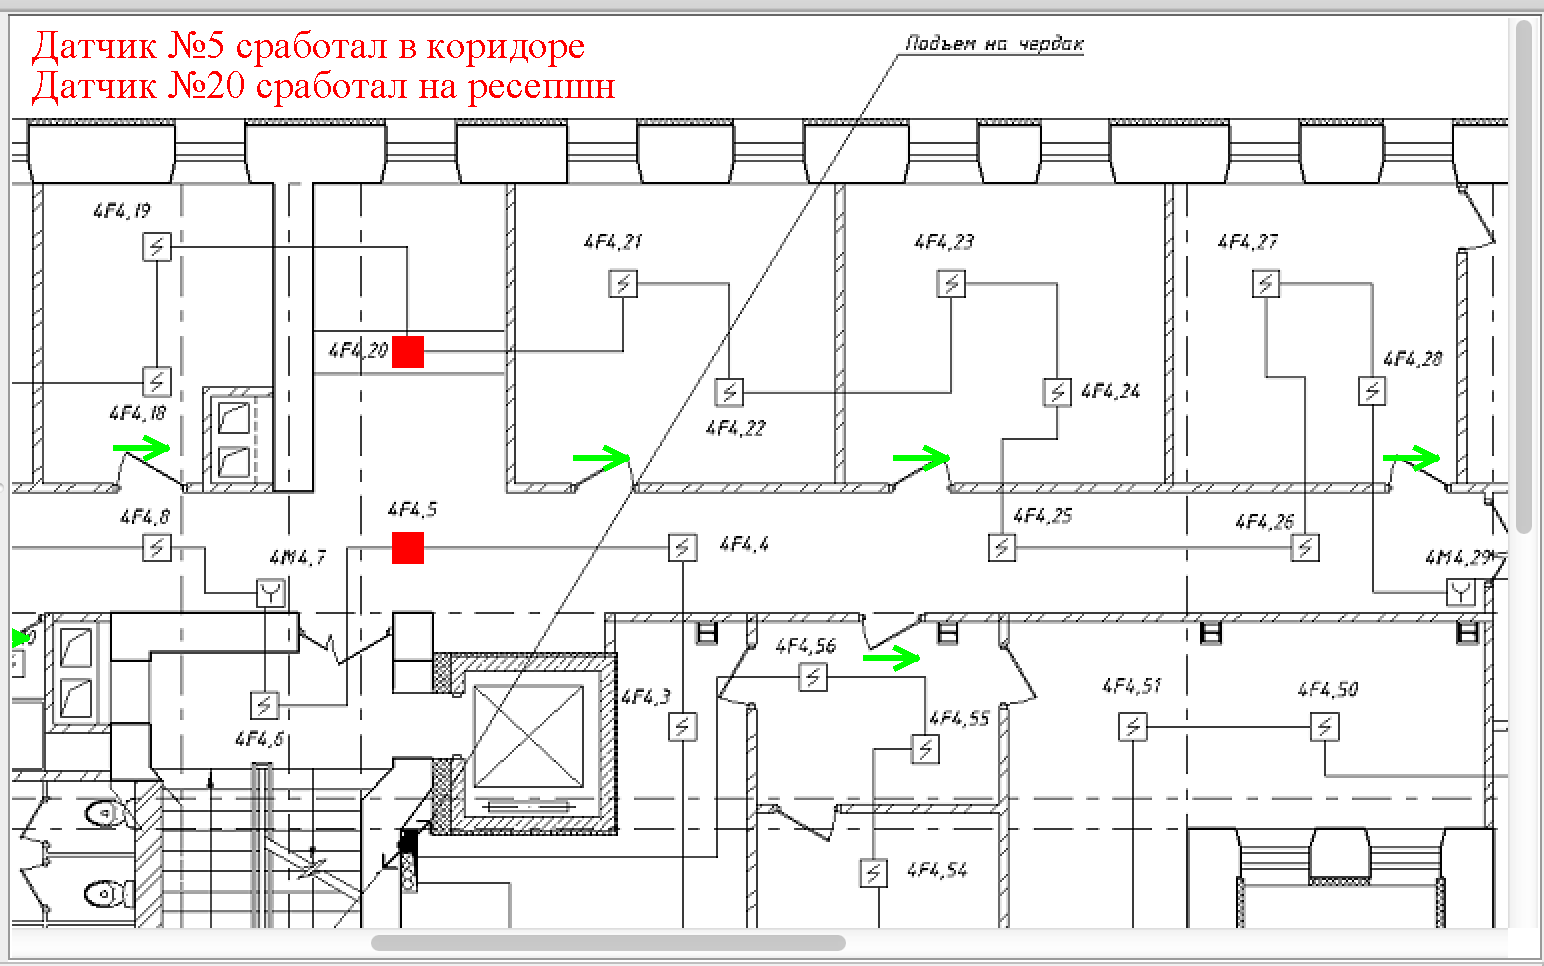 Датчик №5 сработал в коридоре
Датчик №20 сработал на ресепшн
Подъем на чердак
4F4,19
4F4,21
4F4,23
4F4,27
4F4,20
4F4,28
4F4,24
4F4,18
4F4,22
4F4,8
4F4,5
4F4,25
4F4,26
4M4,7
4F4,4
4M4,29
4F4,56
4F4,3
4F4,51
4F4,50
4F4,55
4F4,6
4F4,54